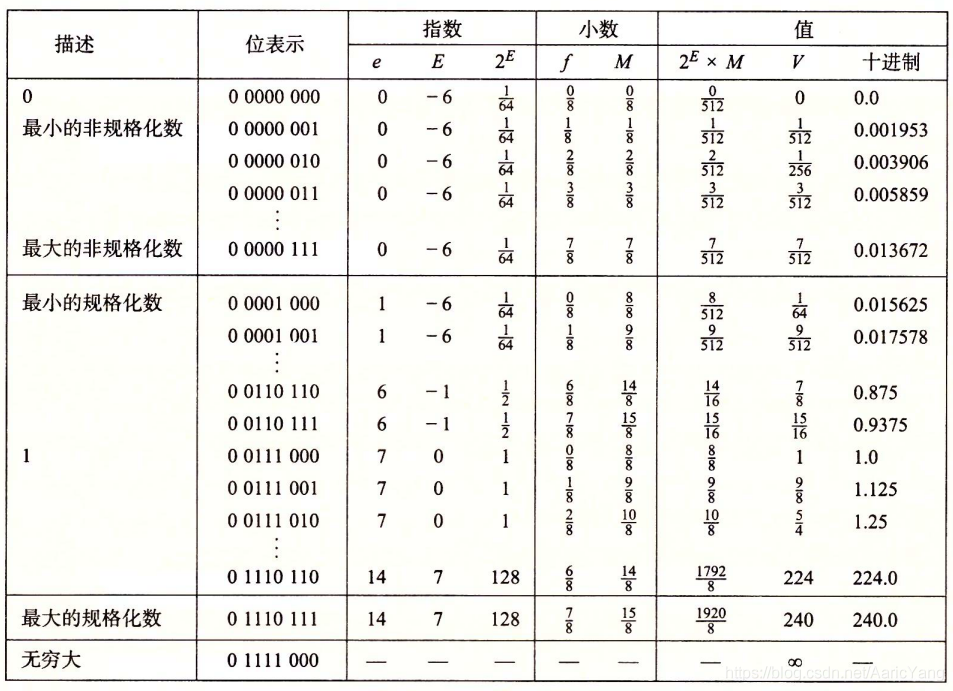 描述 位表示 指数 小数 值
e E 2^E f M 2^E × M V 十进制
0 0 0000 000 0 −6 1/64 0/8 0/8 0/512 0 0.0
最小的非规格化数 0 0000 001 0 −6 1/64 1/8 1/8 1/512 1/512 0.001953
0 0000 010 0 −6 1/64 2/8 2/8 2/512 1/256 0.003906
0 0000 011 0 −6 1/64 3/8 3/8 3/512 3/512 0.005859
⋮
最大的非规格化数 0 0000 111 0 −6 1/64 7/8 7/8 7/512 7/512 0.013672
最小的规格化数 0 0001 000 1 −6 1/64 0/8 8/8 8/512 1/64 0.015625
0 0001 001 1 −6 1/64 1/8 9/8 9/512 9/512 0.017578
⋮
0 0110 110 6 −1 1/2 6/8 14/8 14/16 7/8 0.875
0 0110 111 6 −1 1/2 7/8 15/8 15/16 15/16 0.9375
1 0 0111 000 7 0 1 0/8 8/8 8/8 1 1.0
0 0111 001 7 0 1 1/8 9/8 9/8 9/8 1.125
0 0111 010 7 0 1 2/8 10/8 10/8 5/4 1.25
⋮
0 1110 110 14 7 128 6/8 14/8 1792/8 224 224.0
最大的规格化数 0 1110 111 14 7 128 7/8 15/8 1920/8 240 240.0
无穷大 0 1111 000 — — — — — — ∞ —
https://blog.csdn.net/AaricYang